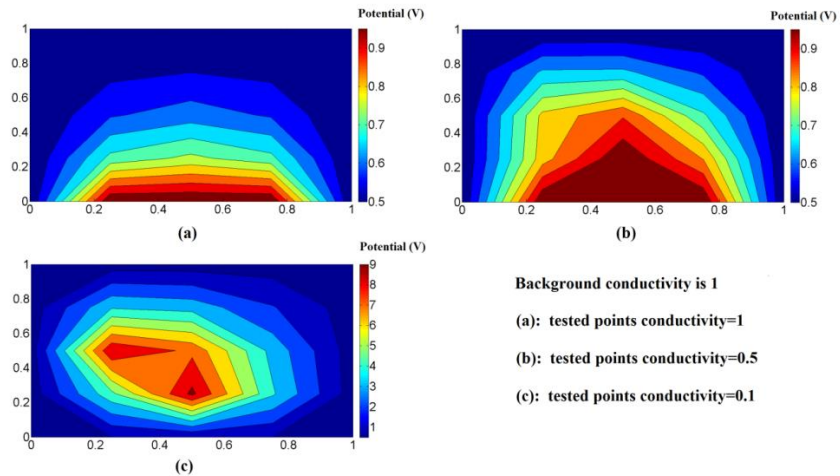 Potential (V)
1
0.8
0.6
0.4
0.2
0
0 0.2 0.4 0.6 0.8 1
0.9
0.8
0.7
0.6
0.5
(a)
Potential (V)
1
0.8
0.6
0.4
0.2
0
0 0.2 0.4 0.6 0.8 1
0.9
0.8
0.7
0.6
0.5
(b)
Potential (V)
1
0.8
0.6
0.4
0.2
0
0 0.2 0.4 0.6 0.8 1
9
8
7
6
5
4
3
2
1
(c)
Background conductivity is 1
(a): tested points conductivity=1
(b): tested points conductivity=0.5
(c): tested points conductivity=0.1